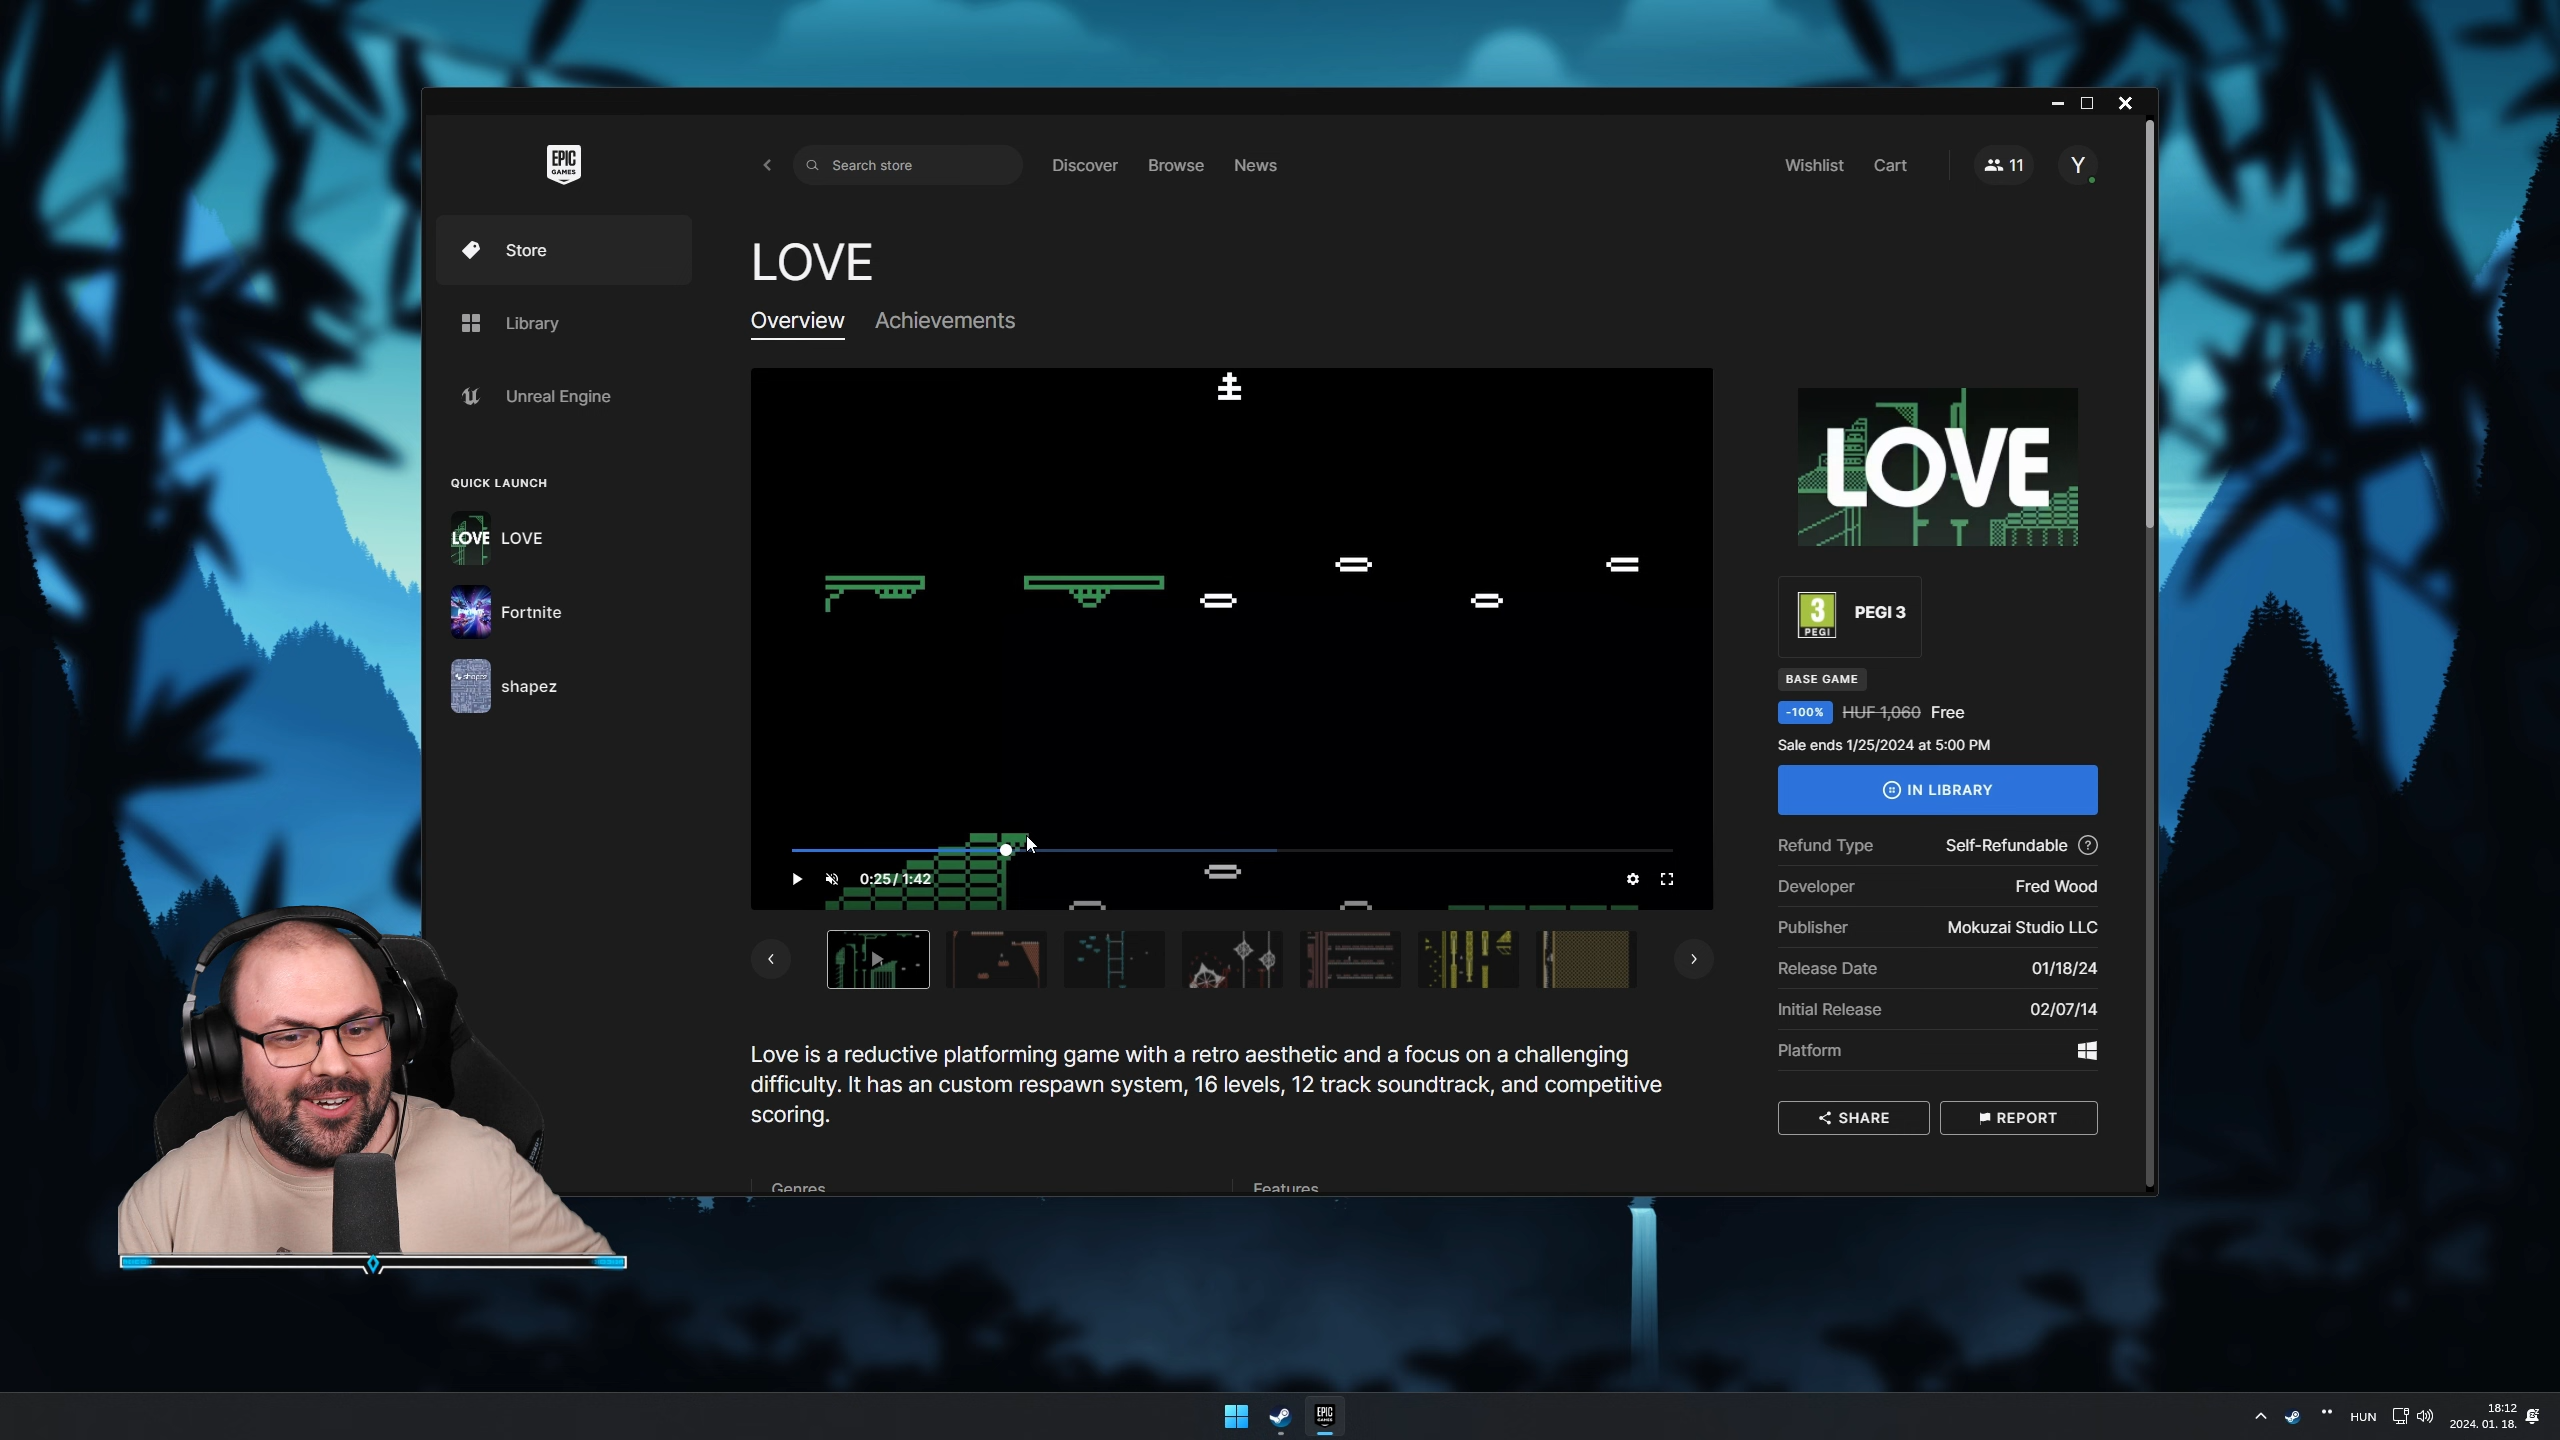 EPIC
GAMES
Search store
Discover
Browse
News
Wishlist
Cart
11
Y
Store
Library
Unreal Engine
QUICK LAUNCH
LOVE
LOVE
Fortnite
shapez
shapez
LOVE
Overview
Achievements
0:25 / 1:42
Love is a reductive platforming game with a retro aesthetic and a focus on a challenging
difficulty. It has an custom respawn system, 16 levels, 12 track soundtrack, and competitive
scoring.
Genres
Features
LOVE
3
PEGI
PEGI 3
BASE GAME
-100% HUF 1,060 Free
Sale ends 1/25/2024 at 5:00 PM
IN LIBRARY
Refund Type Self-Refundable ?
Developer Fred Wood
Publisher Mokuzai Studio LLC
Release Date 01/18/24
Initial Release 02/07/14
Platform
SHARE
REPORT
EPIC
GAMES
HUN
18:12
2024. 01. 18.